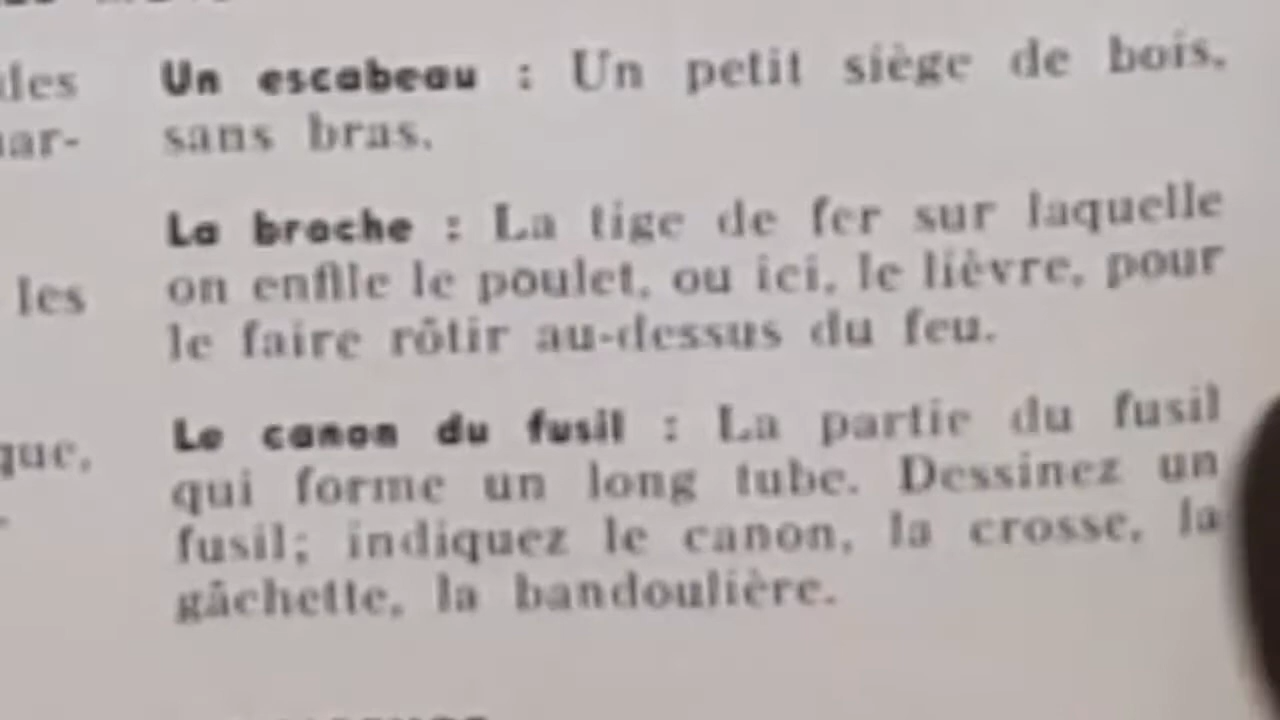 des
Un escabeau : Un petit siège de bois,
sans bras.
La broche : La tige de fer sur laquelle
les
on enfile le poulet, ou ici, le lièvre, pour
le faire rôtir au-dessus du feu.
Le canon du fusil : La partie du fusil
qui forme un long tube. Dessinez un
fusil; indiquez le canon, la crosse, la
gâchette, la bandoulière.